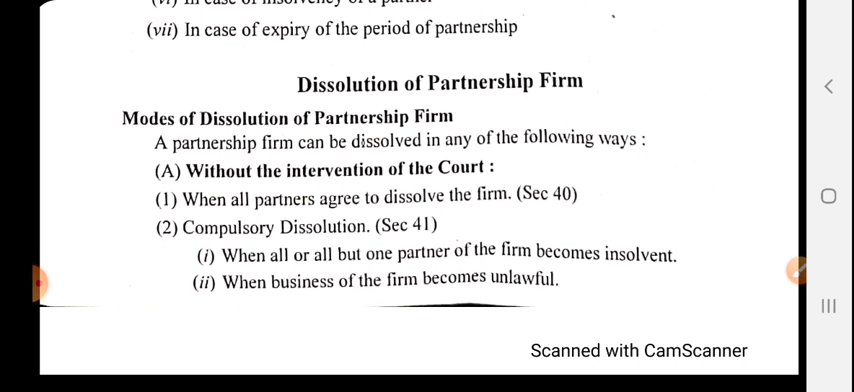 (vii) In case of expiry of the period of partnership
Dissolution of Partnership Firm
Modes of Dissolution of Partnership Firm
A partnership firm can be dissolved in any of the following ways :
(A) Without the intervention of the Court :
(1) When all partners agree to dissolve the firm. (Sec 40)
(2) Compulsory Dissolution. (Sec 41)
(i) When all or all but one partner of the firm becomes insolvent.
(ii) When business of the firm becomes unlawful.
Scanned with CamScanner